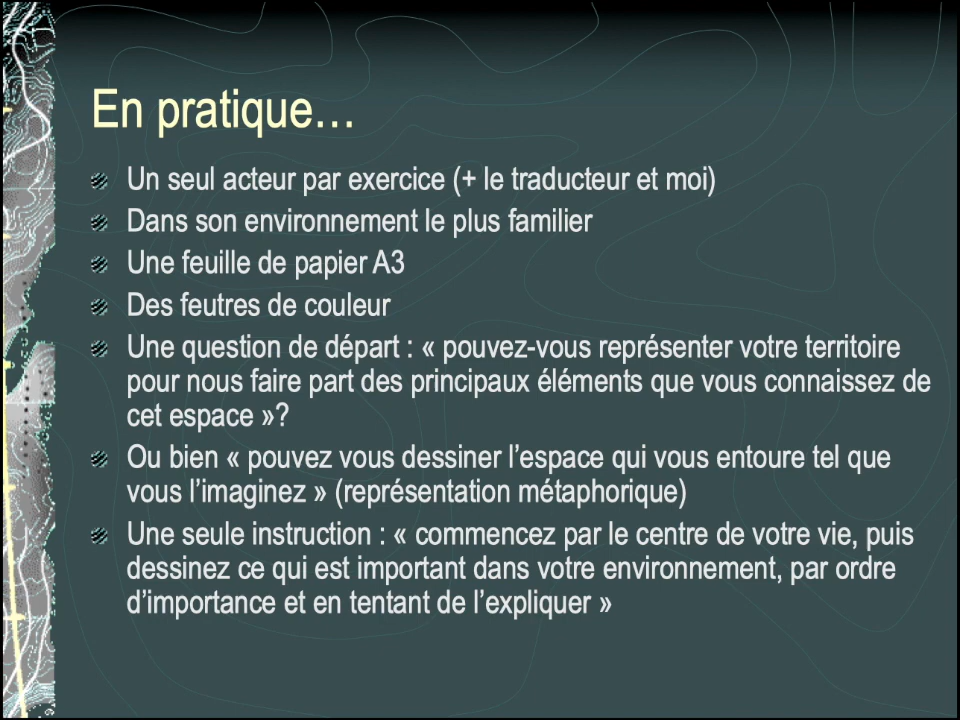 En pratique…
Un seul acteur par exercice (+ le traducteur et moi)
Dans son environnement le plus familier
Une feuille de papier A3
Des feutres de couleur
Une question de départ : « pouvez-vous représenter votre territoire
pour nous faire part des principaux éléments que vous connaissez de
cet espace »?
Ou bien « pouvez vous dessiner l’espace qui vous entoure tel que
vous l’imaginez » (représentation métaphorique)
Une seule instruction : « commencez par le centre de votre vie, puis
dessinez ce qui est important dans votre environnement, par ordre
d’importance et en tentant de l’expliquer »